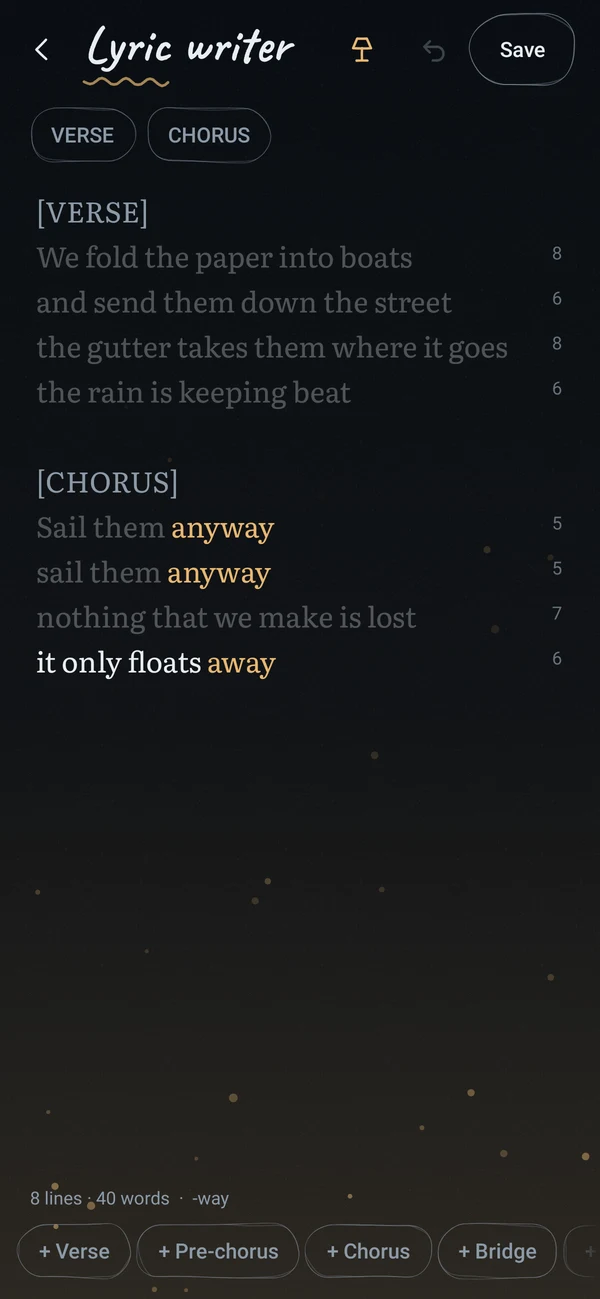 Lyric writer
Save
VERSE
CHORUS
[VERSE]
We fold the paper into boats 8
and send them down the street 6
the gutter takes them where it goes 8
the rain is keeping beat 6
[CHORUS]
Sail them anyway 5
sail them anyway 5
nothing that we make is lost 7
it only floats away 6
8 lines · 40 words · -way
+ Verse
+ Pre-chorus
+ Chorus
+ Bridge
+